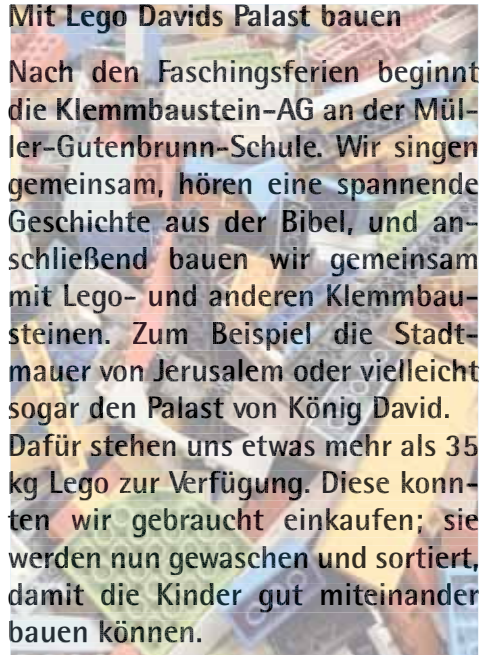 Mit Lego Davids Palast bauen
Nach den Faschingsferien beginnt
die Klemmbaustein-AG an der Mül-
ler-Gutenbrunn-Schule. Wir singen
gemeinsam, hören eine spannende
Geschichte aus der Bibel, und an-
schließend bauen wir gemeinsam
mit Lego- und anderen Klemmbau-
steinen. Zum Beispiel die Stadt-
mauer von Jerusalem oder vielleicht
sogar den Palast von König David.
Dafür stehen uns etwas mehr als 35
kg Lego zur Verfügung. Diese konn-
ten wir gebraucht einkaufen; sie
werden nun gewaschen und sortiert,
damit die Kinder gut miteinander
bauen können.